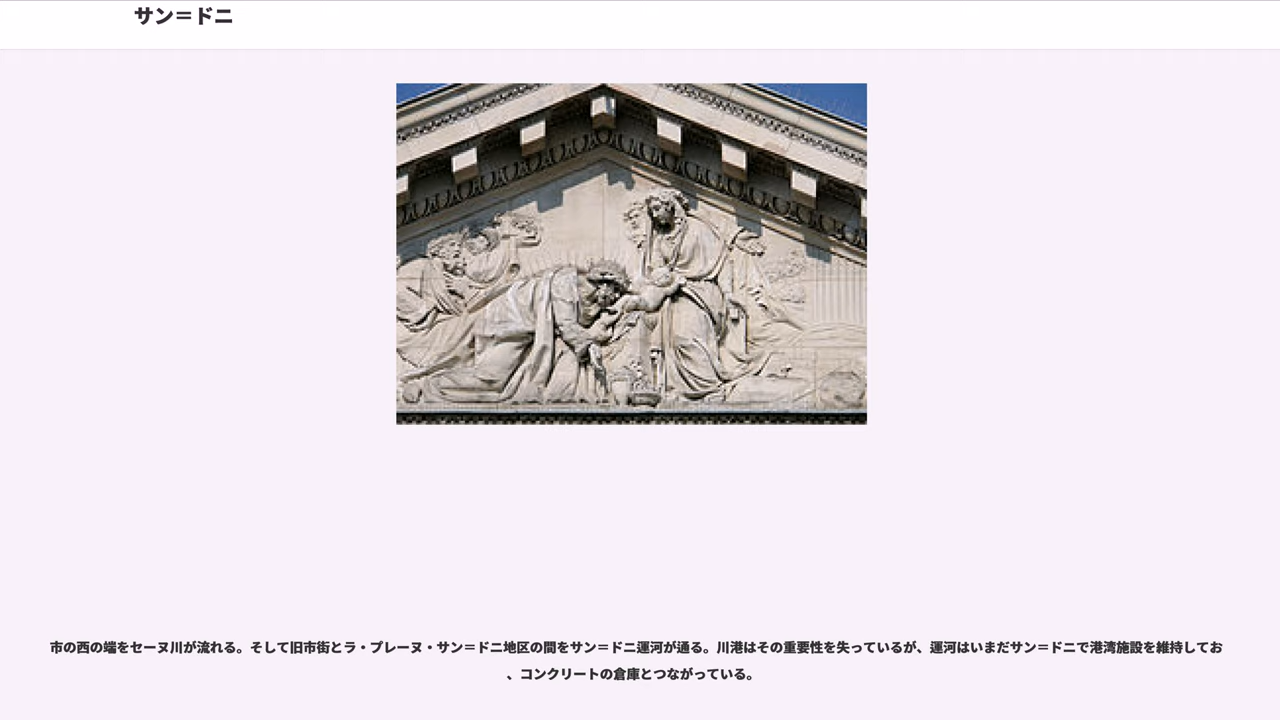 サン＝ドニ
市の西の端をセーヌ川が流れる。そして旧市街とラ・プレーヌ・サン＝ドニ地区の間をサン＝ドニ運河が通る。川港はその重要性を失っているが、運河はいまだサン＝ドニで港湾施設を維持してお
、コンクリートの倉庫とつながっている。